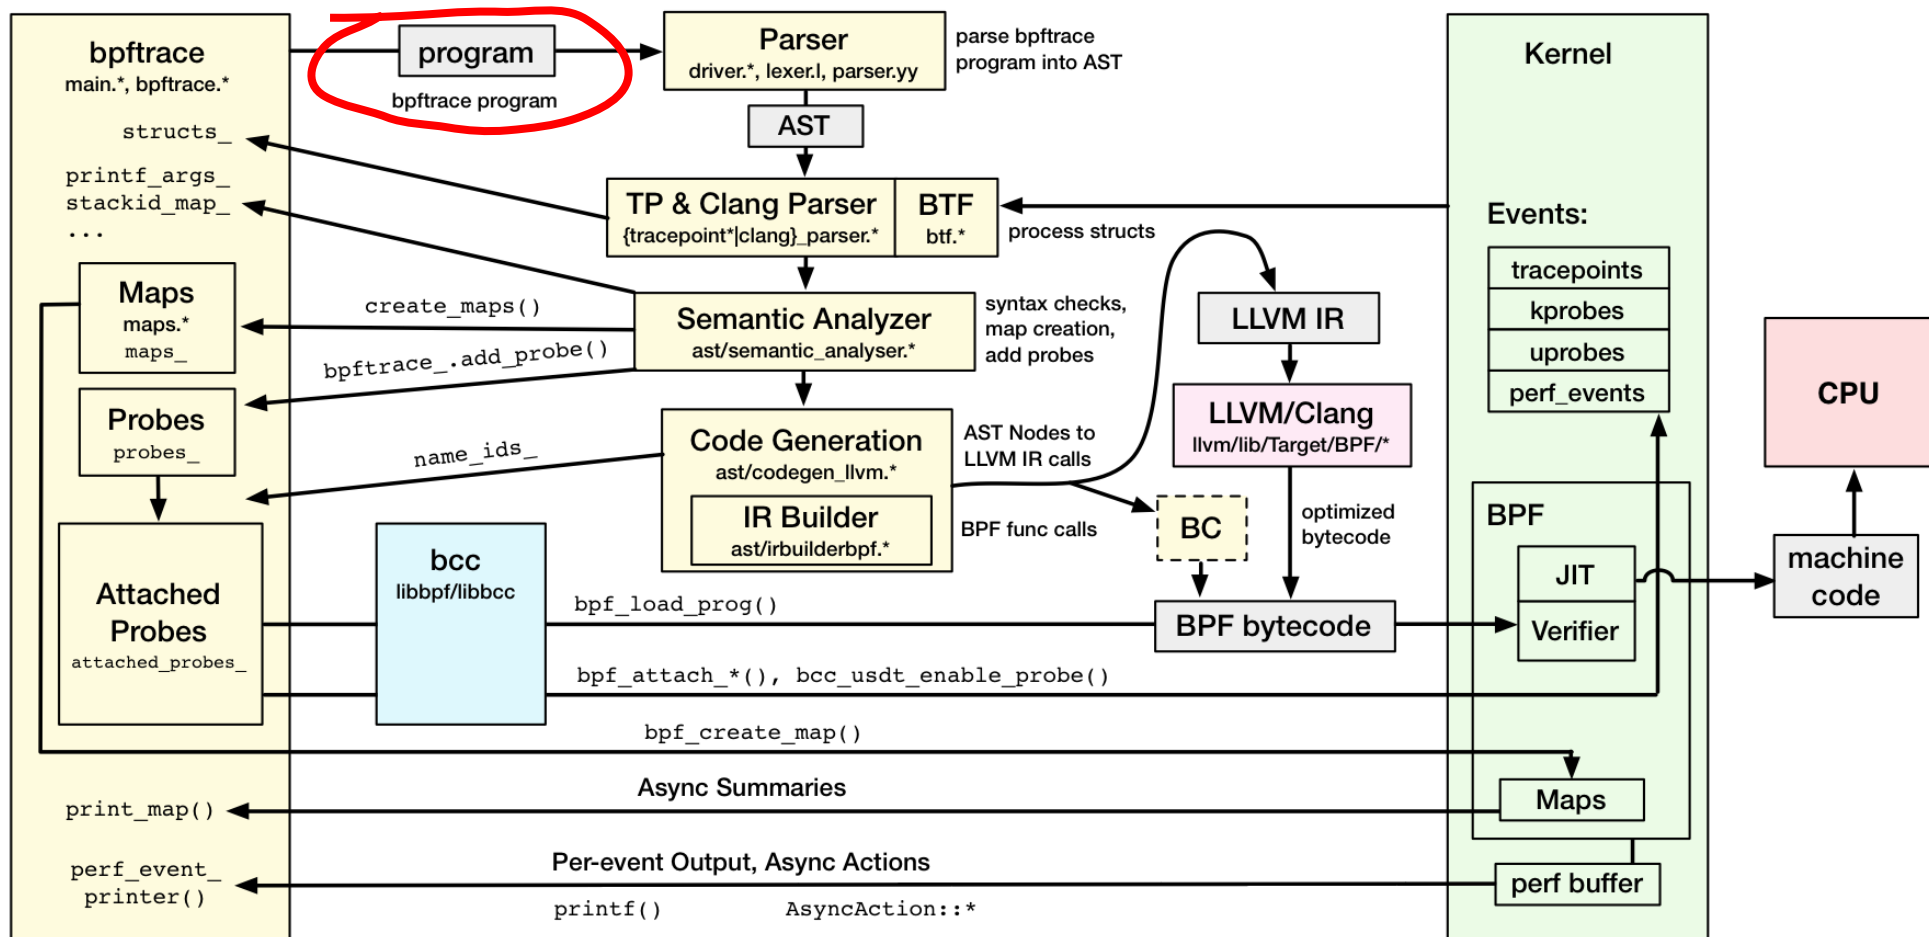 bpftrace
main.*, bpftrace.*
program
bpftrace program
Parser
driver.*, lexer.l, parser.yy
parse bpftrace
program into AST
AST
structs_
printf_args_
stackid_map_
...
TP & Clang Parser
{tracepoint*|clang}_parser.*
BTF
btf.*
process structs
Maps
maps.*
maps_
create_maps()
Semantic Analyzer
ast/semantic_analyser.*
syntax checks,
map creation,
add probes
bpftrace_.add_probe()
Probes
probes_
name_ids_
Code Generation
ast/codegen_llvm.*
IR Builder
ast/irbuilderbpf.*
AST Nodes to
LLVM IR calls
BPF func calls
LLVM IR
LLVM/Clang
llvm/lib/Target/BPF/*
BC
optimized
bytecode
Attached
Probes
attached_probes_
bcc
libbpf/libbcc
bpf_load_prog()
BPF bytecode
bpf_attach_*(), bcc_usdt_enable_probe()
bpf_create_map()
Async Summaries
print_map()
Per-event Output, Async Actions
perf_event_
printer()
printf()
AsyncAction::*
Kernel
Events:
tracepoints
kprobes
uprobes
perf_events
BPF
JIT
Verifier
Maps
perf buffer
CPU
machine
code